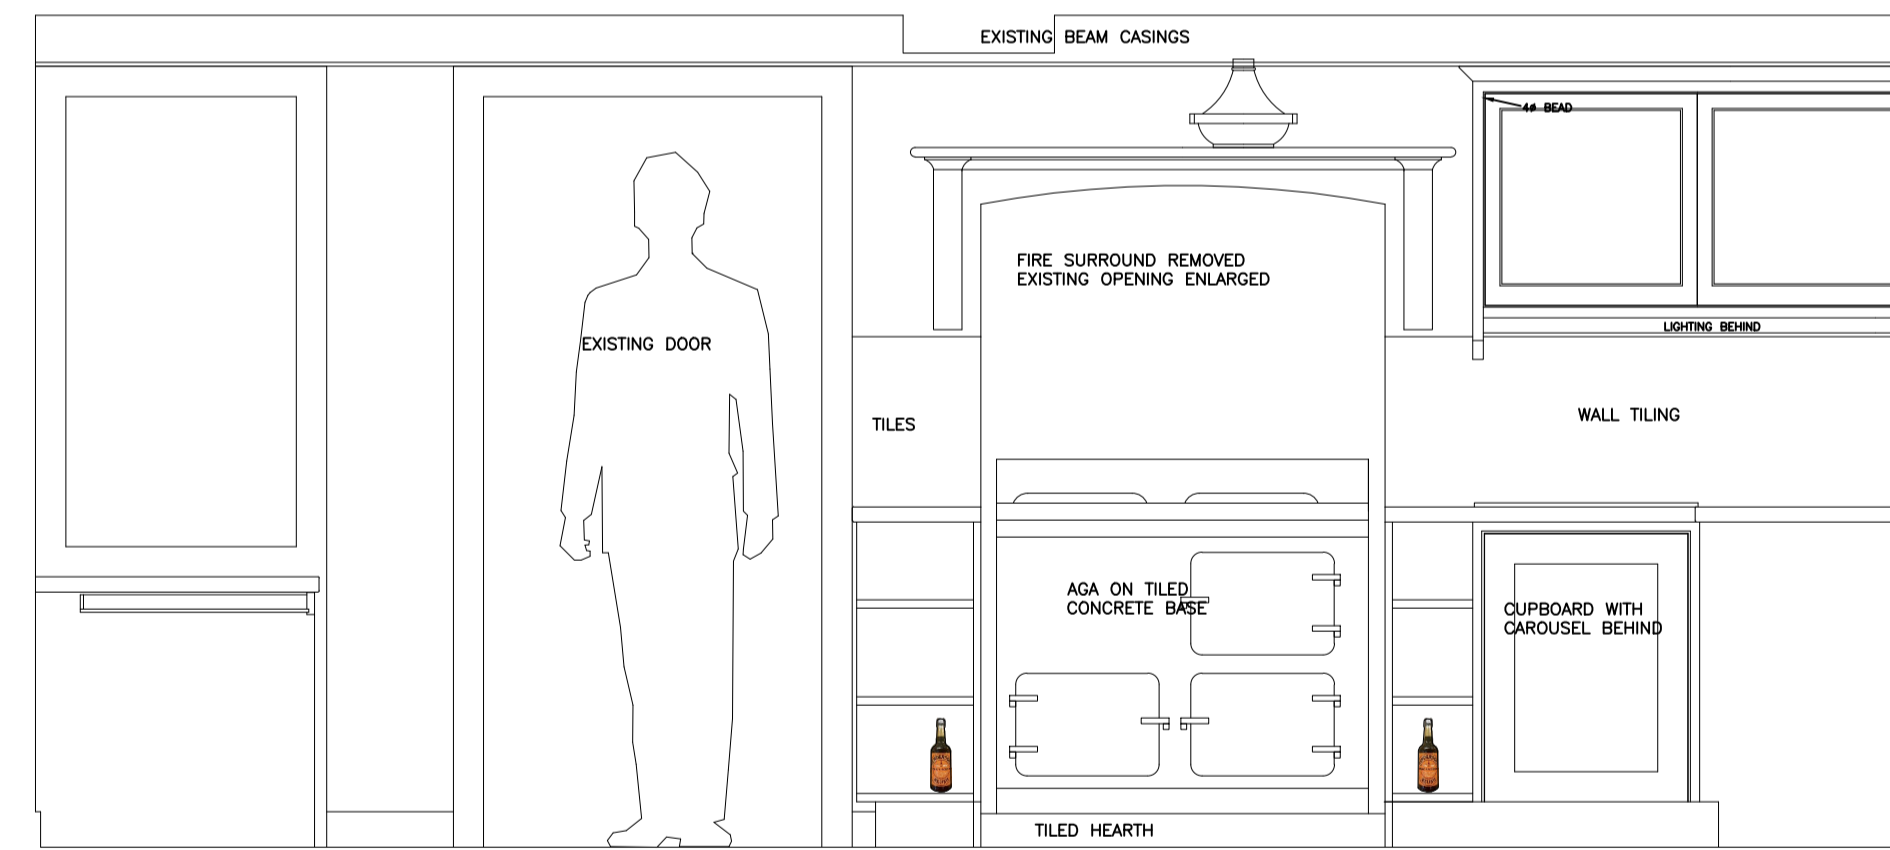 EXISTING BEAM CASINGS
4ø BEAD
FIRE SURROUND REMOVED
EXISTING OPENING ENLARGED
LIGHTING BEHIND
EXISTING DOOR
TILES
WALL TILING
AGA ON TILED
CONCRETE BASE
CUPBOARD WITH
CAROUSEL BEHIND
TILED HEARTH